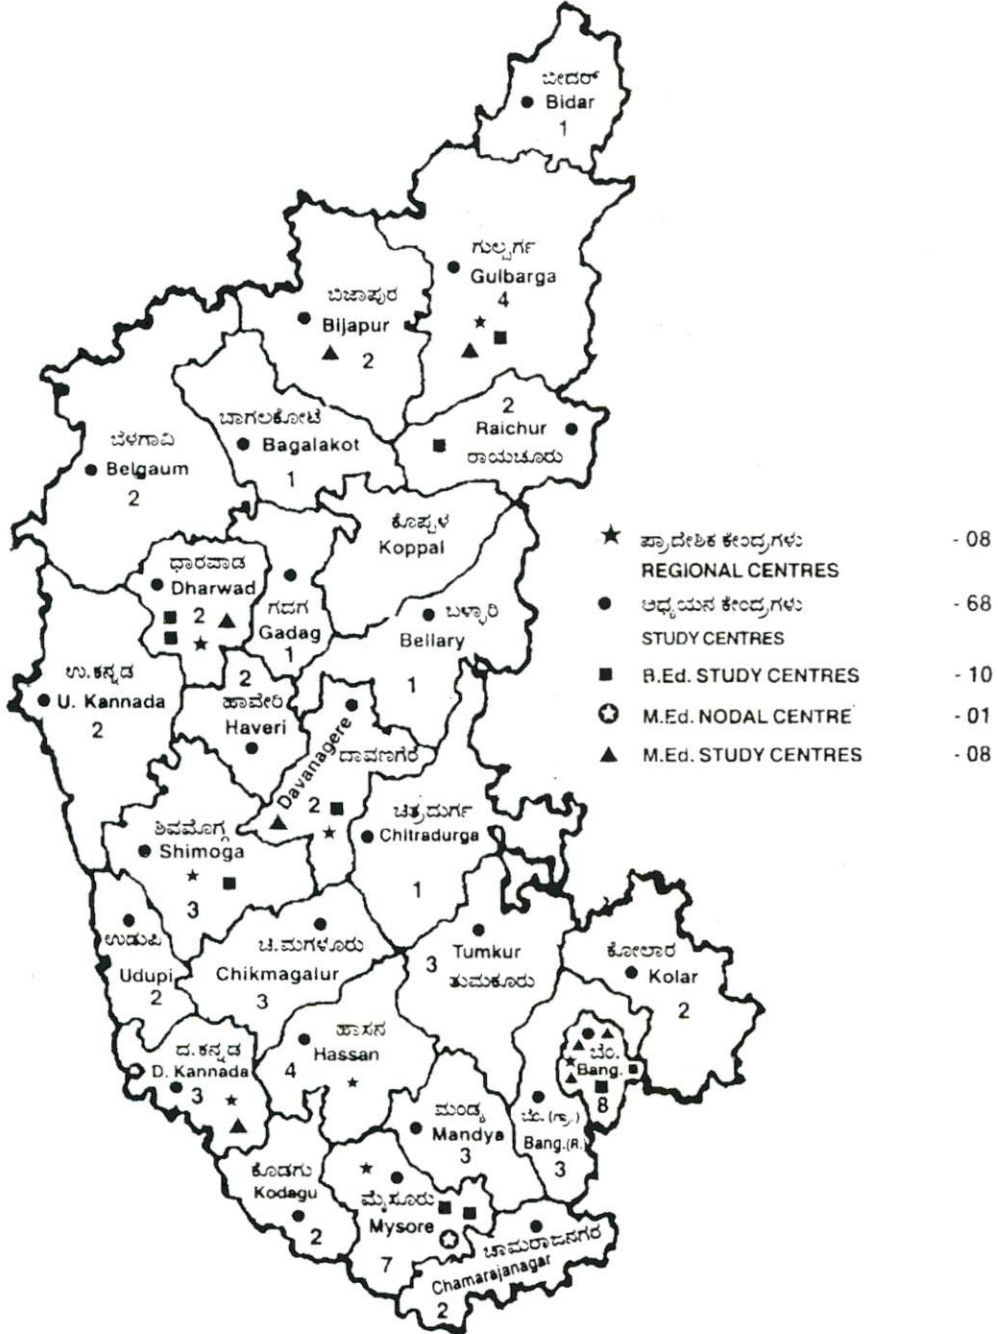 ಬೀದರ್
Bidar
1
ಗುಲ್ಬರ್ಗ
Gulbarga
4
ಬಿಜಾಪುರ
Bijapur
2
2
Raichur
ರಾಯಚೂರು
ಬಾಗಲಕೋಟೆ
Bagalakot
1
ಬೆಳಗಾವಿ
Belgaum
2
ಕೊಪ್ಪಳ
Koppal
ಧಾರವಾಡ
Dharwad
2
ಗದಗ
Gadag
1
ಬಳ್ಳಾರಿ
Bellary
1
ಉ.ಕನ್ನಡ
U. Kannada
2
2
ಹಾವೇರಿ
Haveri
ದಾವಣಗೆರೆ
Davanagere
2
ಚಿತ್ರದುರ್ಗ
Chitradurga
1
ಶಿವಮೊಗ್ಗ
Shimoga
3
ಉಡುಪಿ
Udupi
2
ಚಿ.ಮಗಳೂರು
Chikmagalur
3
Tumkur
3
ತುಮಕೂರು
ಕೋಲಾರ
Kolar
2
ಹಾಸನ
Hassan
4
ದ.ಕನ್ನಡ
D. Kannada
3
ಬೆಂ.
Bang.
8
ಬೆಂ.(ಗ್ರಾ.)
Bang.(R.)
3
ಮಂಡ್ಯ
Mandya
3
ಕೊಡಗು
Kodagu
2
ಮೈಸೂರು
Mysore
7
ಚಾಮರಾಜನಗರ
Chamarajanagar
2
ಪ್ರಾದೇಶಿಕ ಕೇಂದ್ರಗಳು - 08
REGIONAL CENTRES
ಅಧ್ಯಯನ ಕೇಂದ್ರಗಳು - 68
STUDY CENTRES
B.Ed. STUDY CENTRES - 10
M.Ed. NODAL CENTRE - 01
M.Ed. STUDY CENTRES - 08